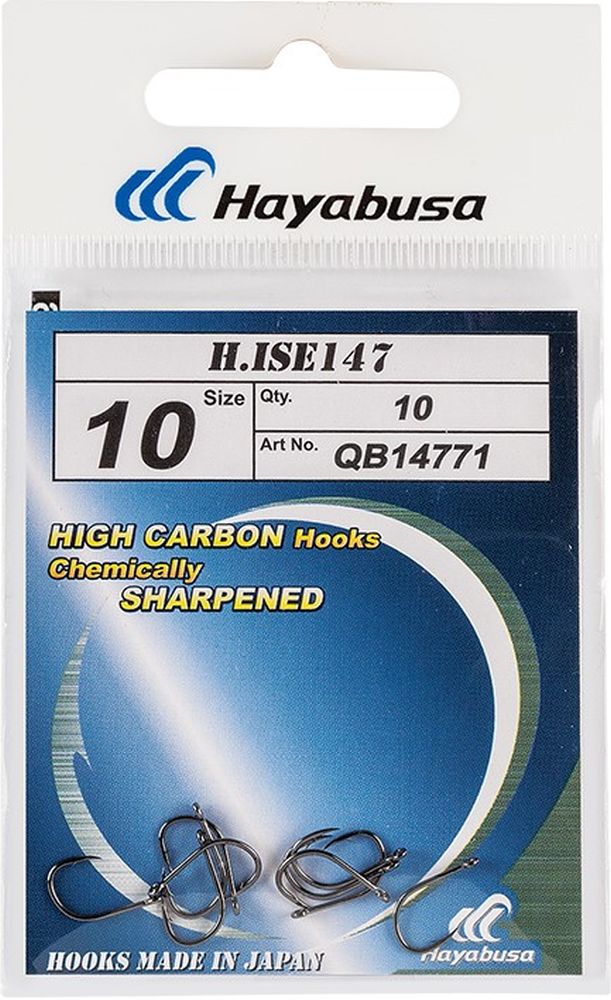 Hayabusa
H.ISE147
Size
10
Qty.
10
Art No.
QB14771
HIGH CARBON Hooks
Chemically
SHARPENED
HOOKS MADE IN JAPAN
Hayabusa